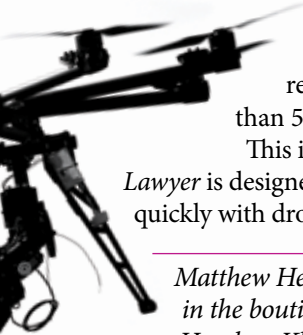 re
than 5
This i
Lawyer is designe
quickly with dro
Matthew He
in the bouti